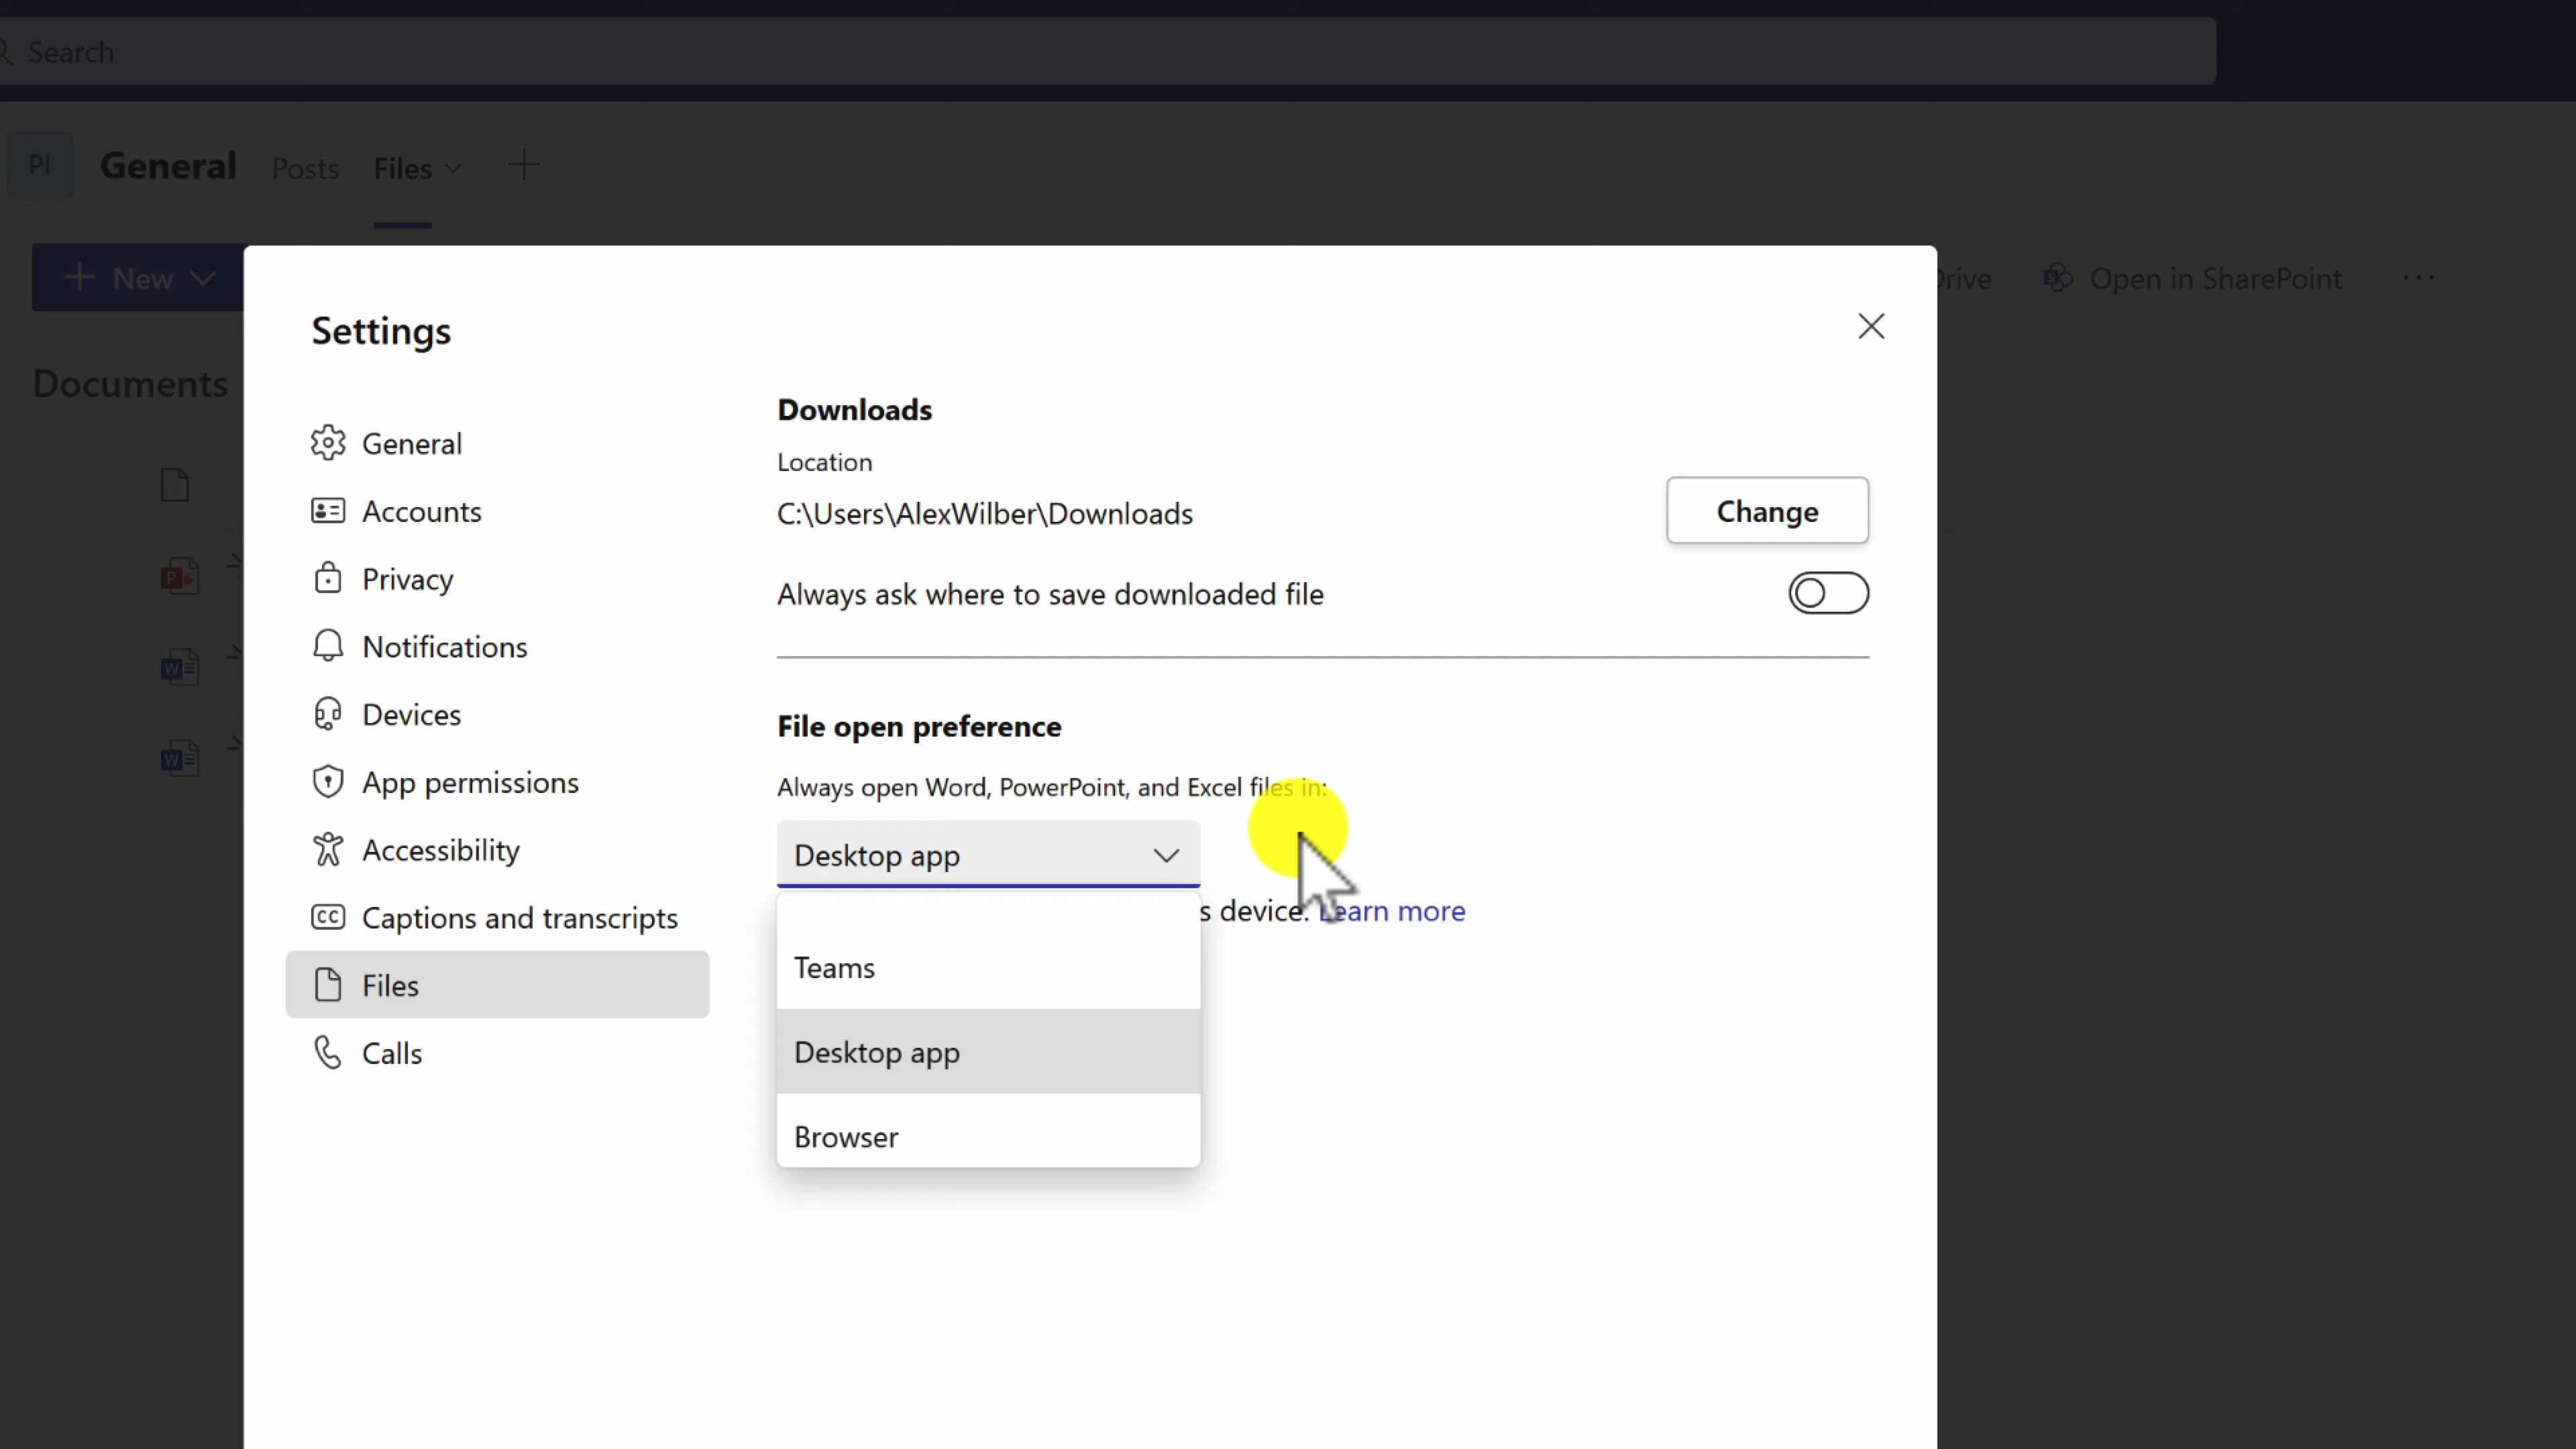 Search
PI
General Posts Files
New
Drive
Open in SharePoint
Documents
Settings
General
Accounts
Privacy
Notifications
Devices
App permissions
Accessibility
Captions and transcripts
Files
Calls
Downloads
Location
C:\Users\AlexWilber\Downloads
Change
Always ask where to save downloaded file
File open preference
Always open Word, PowerPoint, and Excel files in:
Desktop app
device. Learn more
Teams
Desktop app
Browser